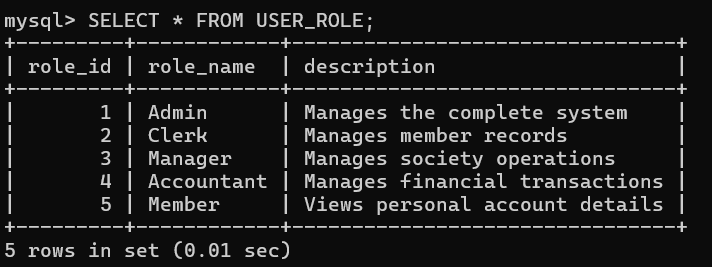 mysql> SELECT * FROM USER_ROLE;
+---------+------------+-------------------------------+
| role_id | role_name  | description                   |
+---------+------------+-------------------------------+
|       1 | Admin      | Manages the complete system   |
|       2 | Clerk      | Manages member records        |
|       3 | Manager    | Manages society operations    |
|       4 | Accountant | Manages financial transactions |
|       5 | Member     | Views personal account details |
+---------+------------+-------------------------------+
5 rows in set (0.01 sec)